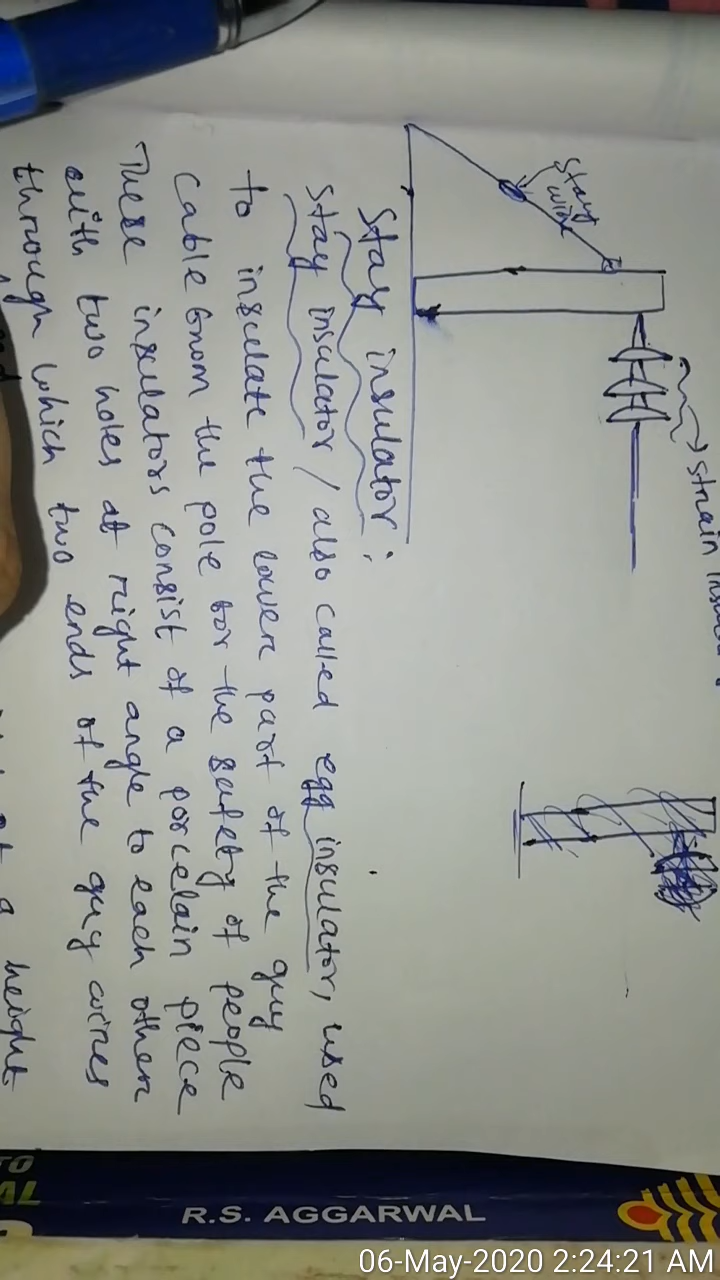 Strain
Stay
wire
Stay insulator:
Stay insulator / also called egg insulator, used
to insulate the lower part of the guy
cable from the pole for the safety of people
These insulators consist of a porcelain piece
with two holes at right angle to each other
through which two ends of the guy wires
at a height
R.S. AGGARWAL
06-May-2020 2:24:21 AM